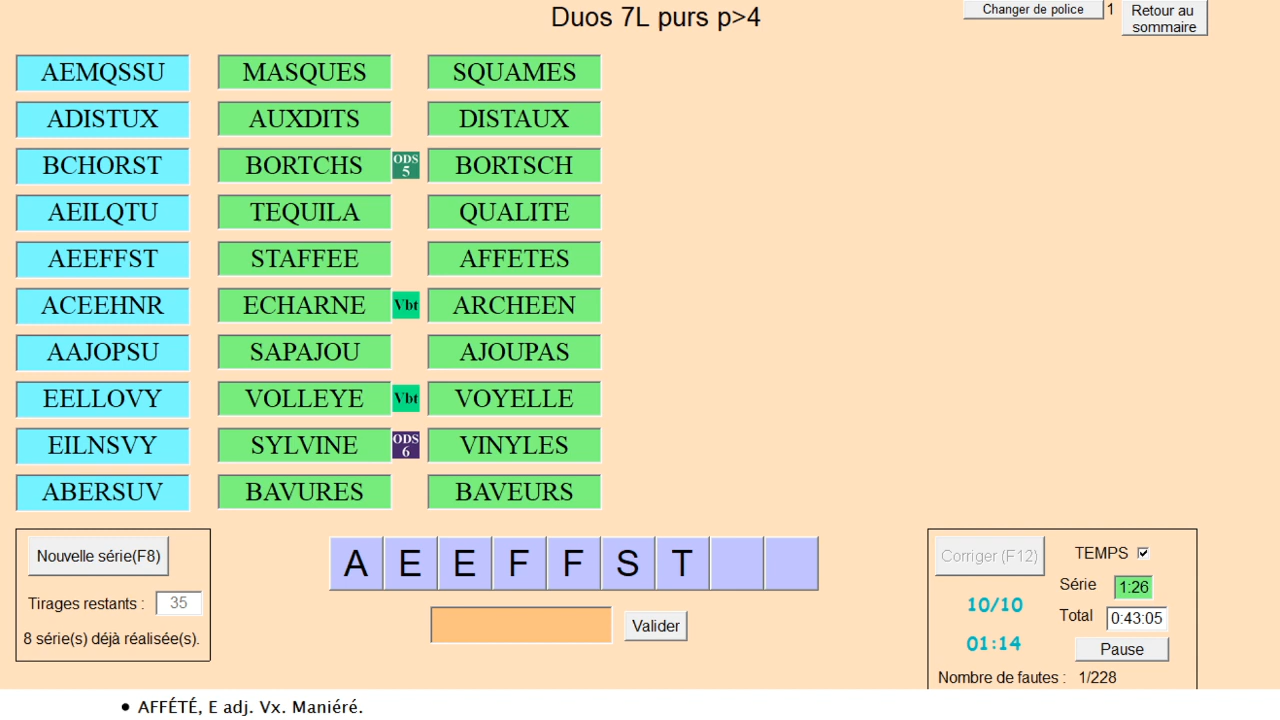 Duos 7L purs p>4
Changer de police 1
Retour au
sommaire
AEMQSSU MASQUES SQUAMES
ADISTUX AUXDITS DISTAUX
BCHORST BORTCHS ODS 5 BORTSCH
AEILQTU TEQUILA QUALITE
AEEFFST STAFFEE AFFETES
ACEEHNR ECHARNE Vbt ARCHEEN
AAJOPSU SAPAJOU AJOUPAS
EELLOVY VOLLEYE Vbt VOYELLE
EILNSVY SYLVINE ODS 6 VINYLES
ABERSUV BAVURES BAVEURS
Nouvelle série(F8)
Tirages restants : 35
8 série(s) déjà réalisée(s).
A E E F F S T
Valider
Corriger (F12) TEMPS
Série 1:26
10/10
Total 0:43:05
01:14
Pause
Nombre de fautes : 1/228
• AFFÉTÉ, E adj. Vx. Maniéré.